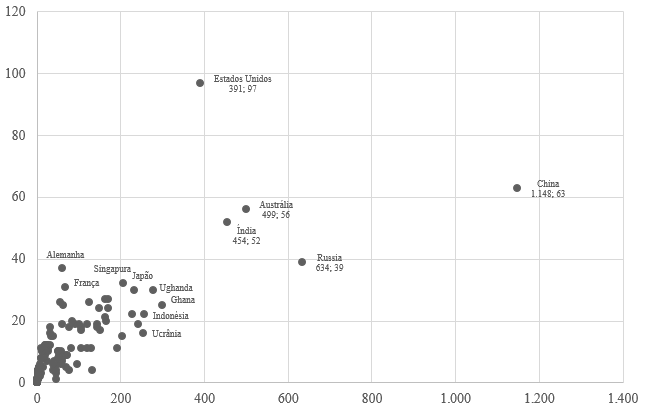 120
100
80
60
40
20
0
Estados Unidos
391; 97
China
1.148; 63
Austrália
499; 56
Índia
454; 52
Russia
634; 39
Alemanha
Singapura
Japão
França
Ughanda
Ghana
Indonésia
Ucrânia
0 200 400 600 800 1.000 1.200 1.400